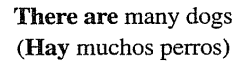 There are many dogs
(Hay muchos perros)